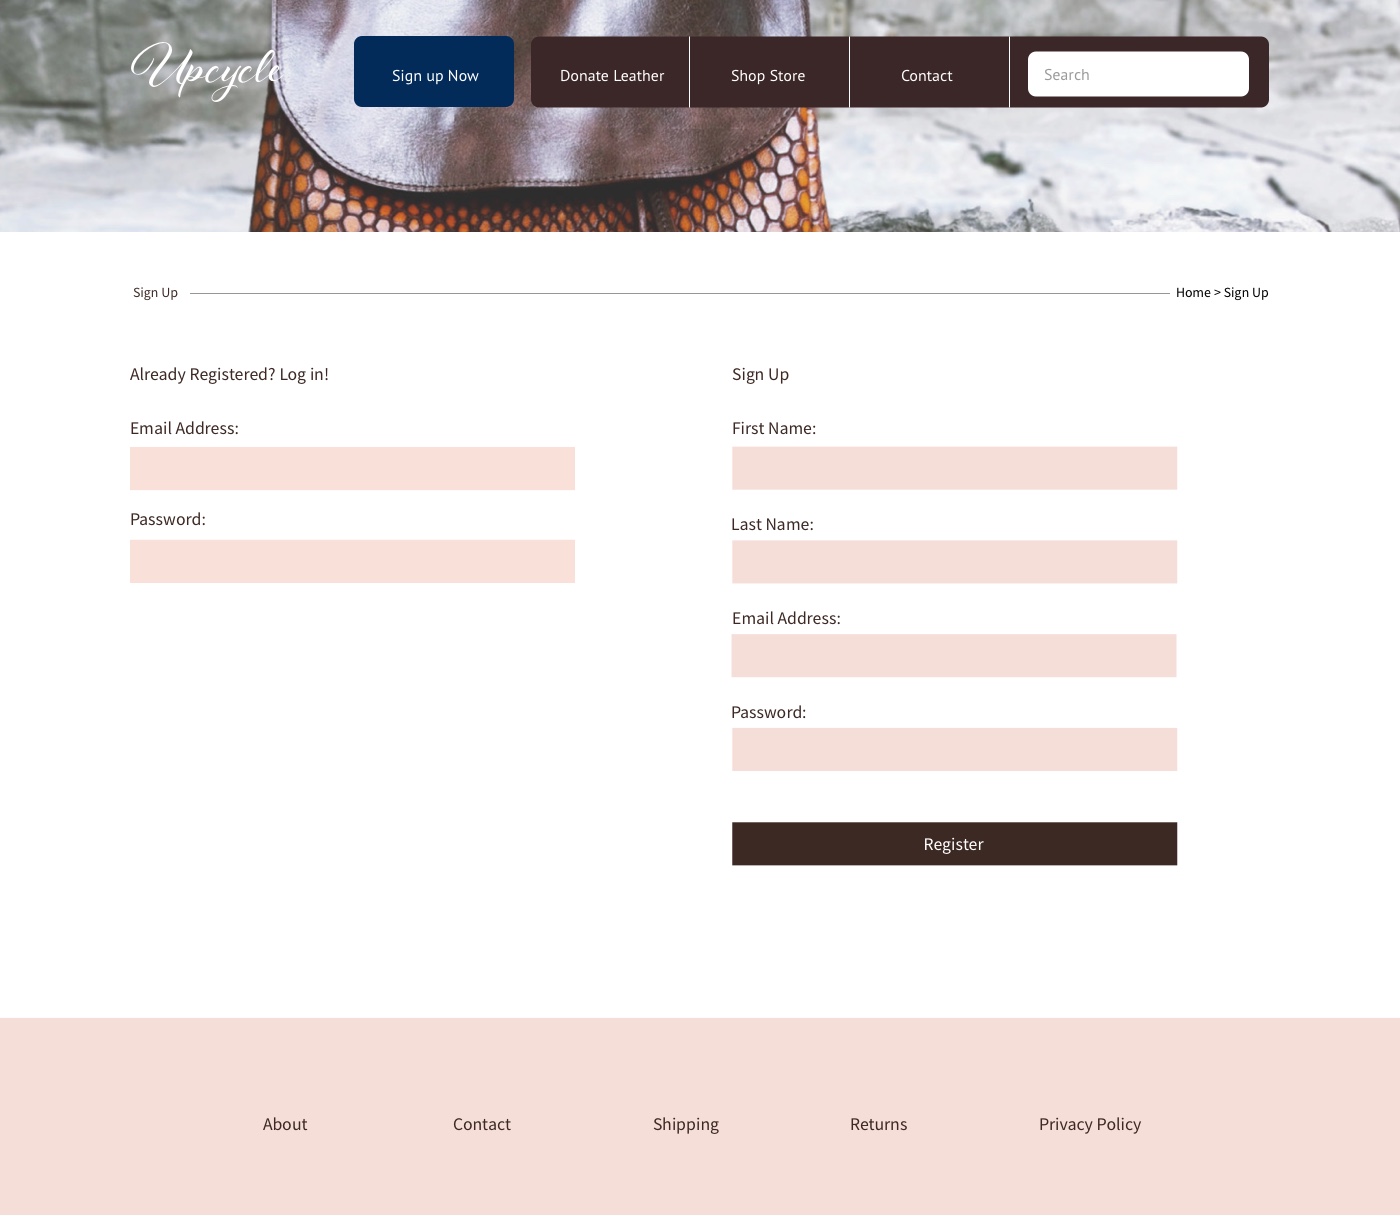 Upcycle
Sign up Now
Donate Leather
Shop Store
Contact
Search
Sign Up
Home > Sign Up
Already Registered? Log in!
Email Address:
Password:
Sign Up
First Name:
Last Name:
Email Address:
Password:
Register
About
Contact
Shipping
Returns
Privacy Policy